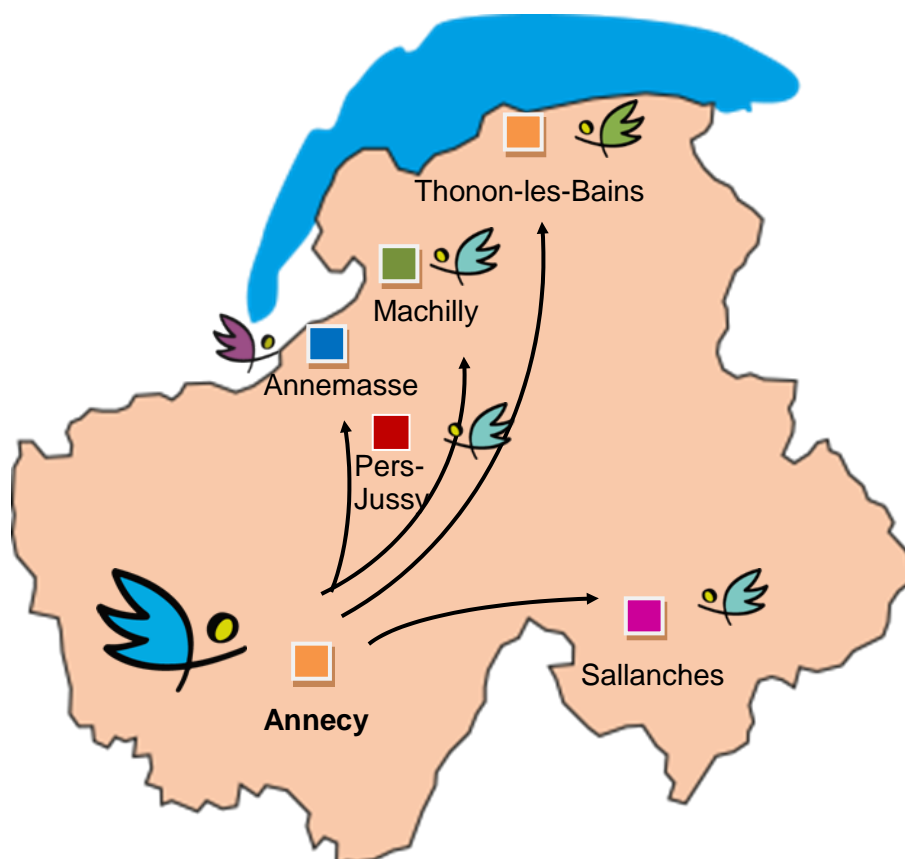 Thonon-les-Bains
Machilly
Annemasse
Pers-
Jussy
Sallanches
Annecy